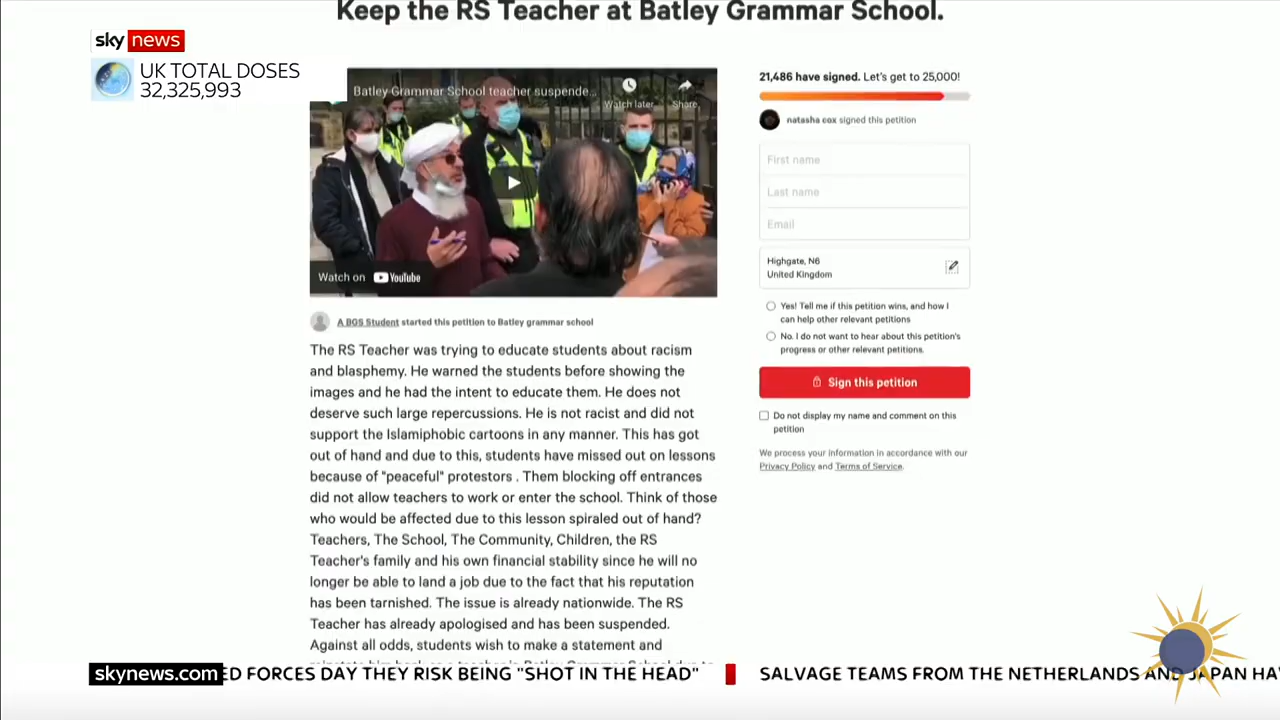 Keep the RS Teacher at Batley Grammar School.
sky news
UK TOTAL DOSES
32,325,993
Batley Grammar School teacher suspende...
Watch later
Share
Watch on YouTube
A BGS Student started this petition to Batley grammar school
The RS Teacher was trying to educate students about racism
and blasphemy. He warned the students before showing the
images and he had the intent to educate them. He does not
deserve such large repercussions. He is not racist and did not
support the Islamiphobic cartoons in any manner. This has got
out of hand and due to this, students have missed out on lessons
because of "peaceful" protestors . Them blocking off entrances
did not allow teachers to work or enter the school. Think of those
who would be affected due to this lesson spiraled out of hand?
Teachers, The School, The Community, Children, the RS
Teacher's family and his own financial stability since he will no
longer be able to land a job due to the fact that his reputation
has been tarnished. The issue is already nationwide. The RS
Teacher has already apologised and has been suspended.
Against all odds, students wish to make a statement and
21,486 have signed. Let's get to 25,000!
natasha cox signed this petition
First name
Last name
Email
Highgate, N6
United Kingdom
Yes! Tell me if this petition wins, and how I
can help other relevant petitions
No. I do not want to hear about this petition's
progress or other relevant petitions.
Sign this petition
Do not display my name and comment on this
petition
We process your information in accordance with our
Privacy Policy and Terms of Service.
skynews.com ED FORCES DAY THEY RISK BEING "SHOT IN THE HEAD" SALVAGE TEAMS FROM THE NETHERLANDS AND JAPAN HA